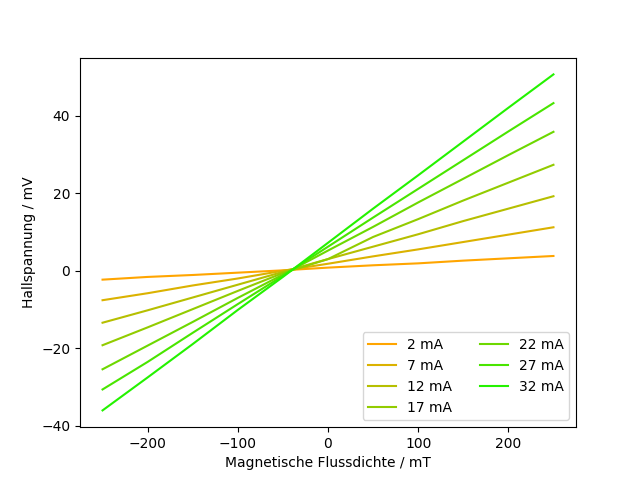 Hallspannung / mV
40
20
0
−20
−40
−200
−100
0
100
200
Magnetische Flussdichte / mT
2 mA
7 mA
12 mA
17 mA
22 mA
27 mA
32 mA